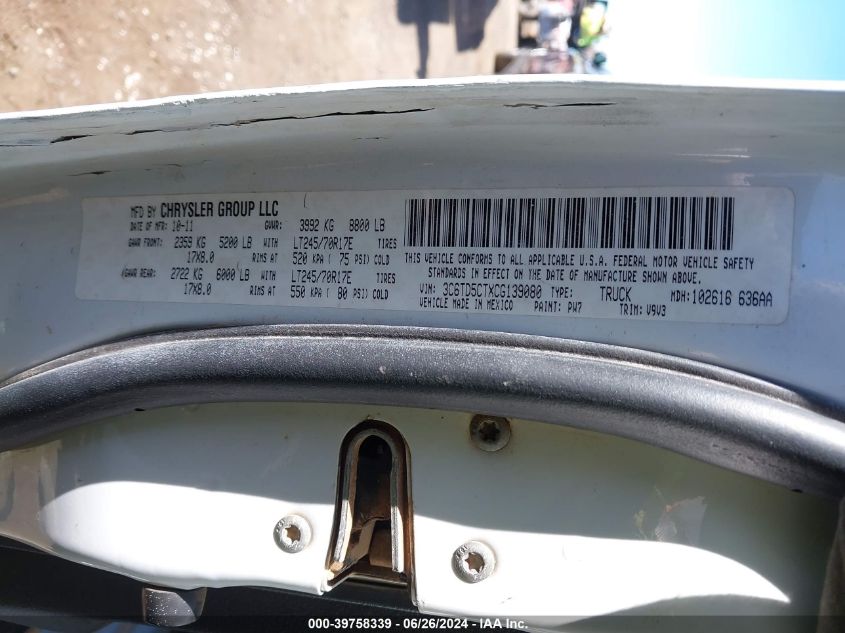 MFD BY CHRYSLER GROUP LLC
DATE OF MFR: 10-11 GVWR: 3992 KG 8800 LB
GAWR FRONT: 2359 KG 5200 LB WITH LT245/70R17E TIRES
17X8.0 RIMS AT 520 KPA ( 75 PSI) COLD
GAWR REAR: 2722 KG 6000 LB WITH LT245/70R17E TIRES
17X8.0 RIMS AT 550 KPA ( 80 PSI) COLD
THIS VEHICLE CONFORMS TO ALL APPLICABLE U.S.A. FEDERAL MOTOR VEHICLE SAFETY
STANDARDS IN EFFECT ON THE DATE OF MANUFACTURE SHOWN ABOVE.
VIN: 3C6TD5CTXCG139080 TYPE: TRUCK MDH: 102616 636AA
VEHICLE MADE IN MEXICO PAINT: PW7 TRIM: V9V3
000-39758339 06/26/2024 - IAA Inc.